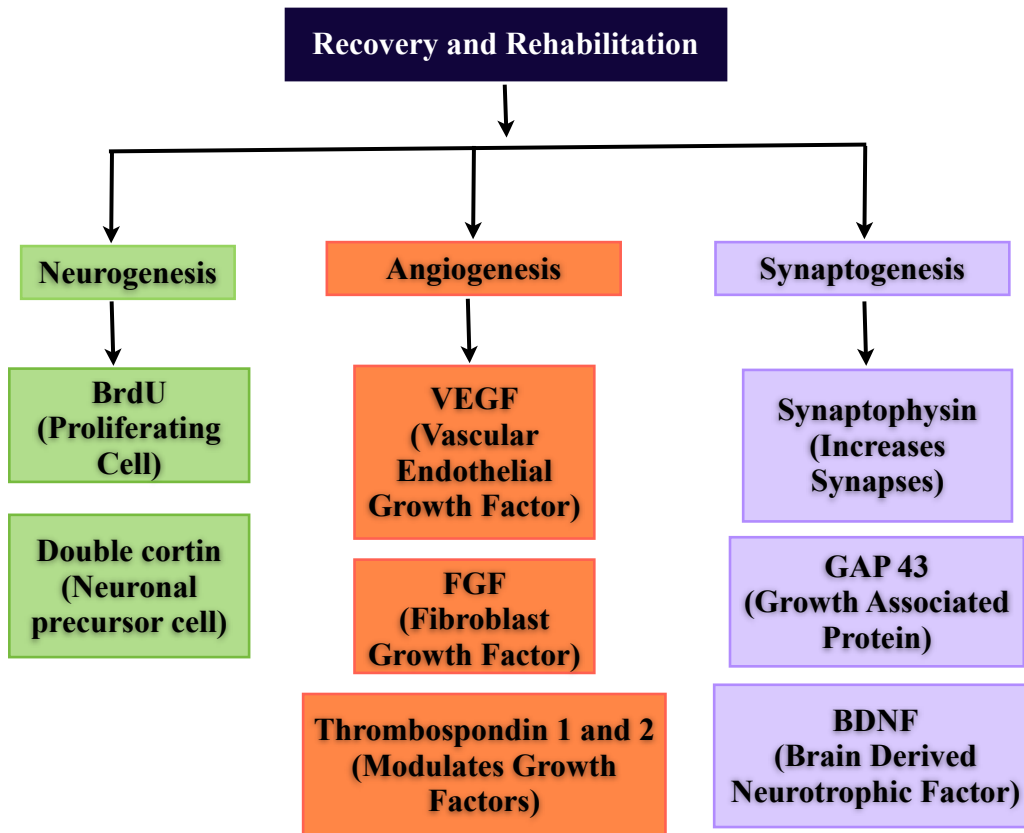 Recovery and Rehabilitation
Neurogenesis
Angiogenesis
Synaptogenesis
BrdU
(Proliferating
Cell)
Double cortin
(Neuronal
precursor cell)
VEGF
(Vascular
Endothelial
Growth Factor)
FGF
(Fibroblast
Growth Factor)
Thrombospondin 1 and 2
(Modulates Growth
Factors)
Synaptophysin
(Increases
Synapses)
GAP 43
(Growth Associated
Protein)
BDNF
(Brain Derived
Neurotrophic Factor)